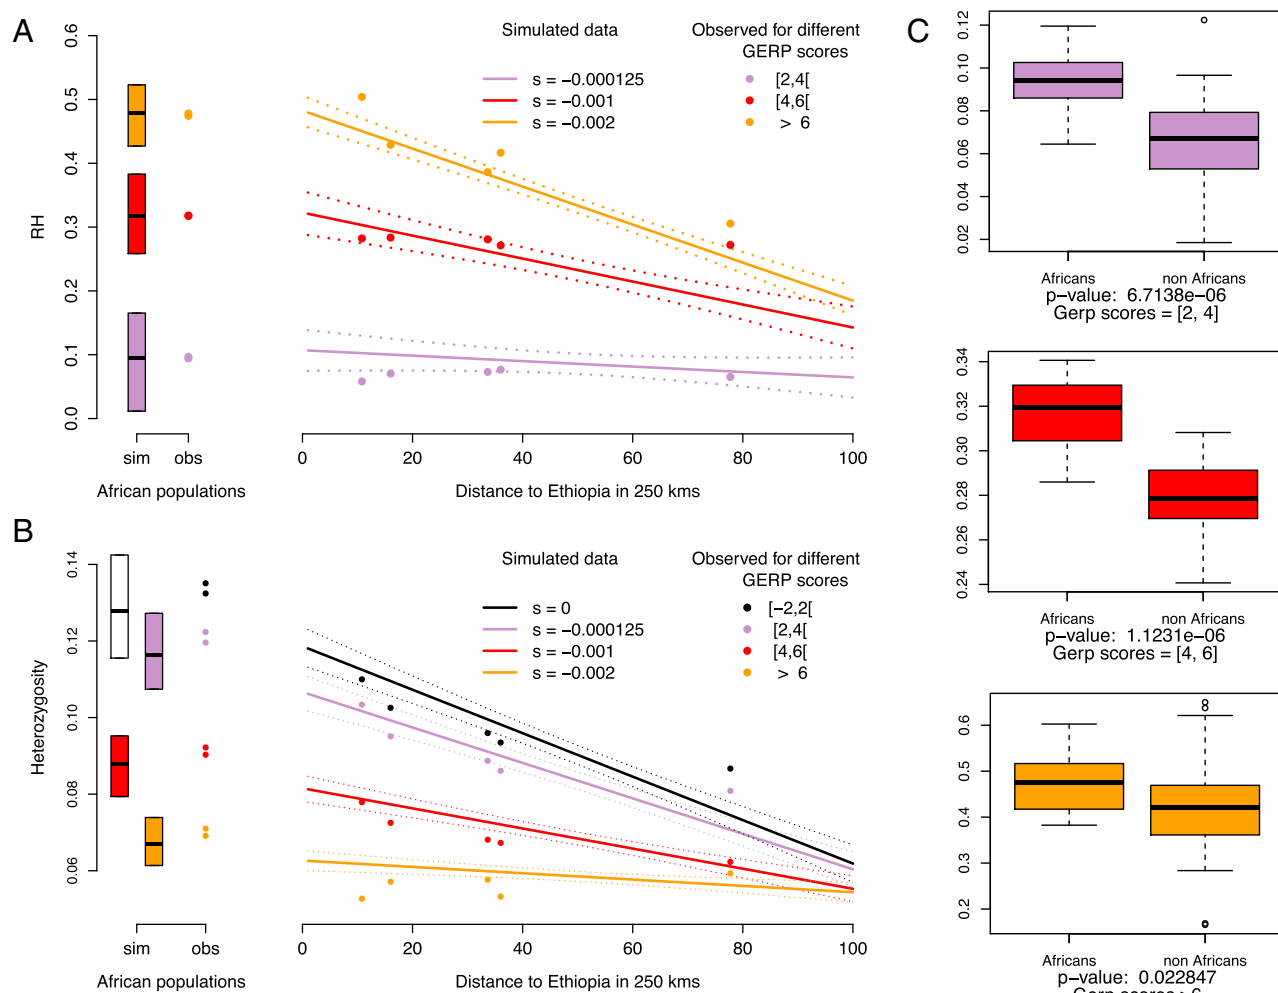 A
0.6
0.5
0.4
0.3
0.2
0.1
0.0
RH
sim obs
African populations
Simulated data
s = −0.000125
s = −0.001
s = −0.002
Observed for different
GERP scores
[2,4[
[4,6[
> 6
0 20 40 60 80 100
Distance to Ethiopia in 250 kms
B
0.14
0.12
0.10
0.08
0.06
Heterozygosity
sim obs
African populations
Simulated data
s = 0
s = −0.000125
s = −0.001
s = −0.002
Observed for different
GERP scores
[−2,2[
[2,4[
[4,6[
> 6
0 20 40 60 80 100
Distance to Ethiopia in 250 kms
C
0.12
0.10
0.08
0.06
0.04
0.02
Africans non Africans
p−value: 6.7138e−06
Gerp scores = [2, 4]
0.34
0.32
0.30
0.28
0.26
0.24
Africans non Africans
p−value: 1.1231e−06
Gerp scores = [4, 6]
0.6
0.5
0.4
0.3
0.2
Africans non Africans
p−value: 0.022847
Gerp scores > 6